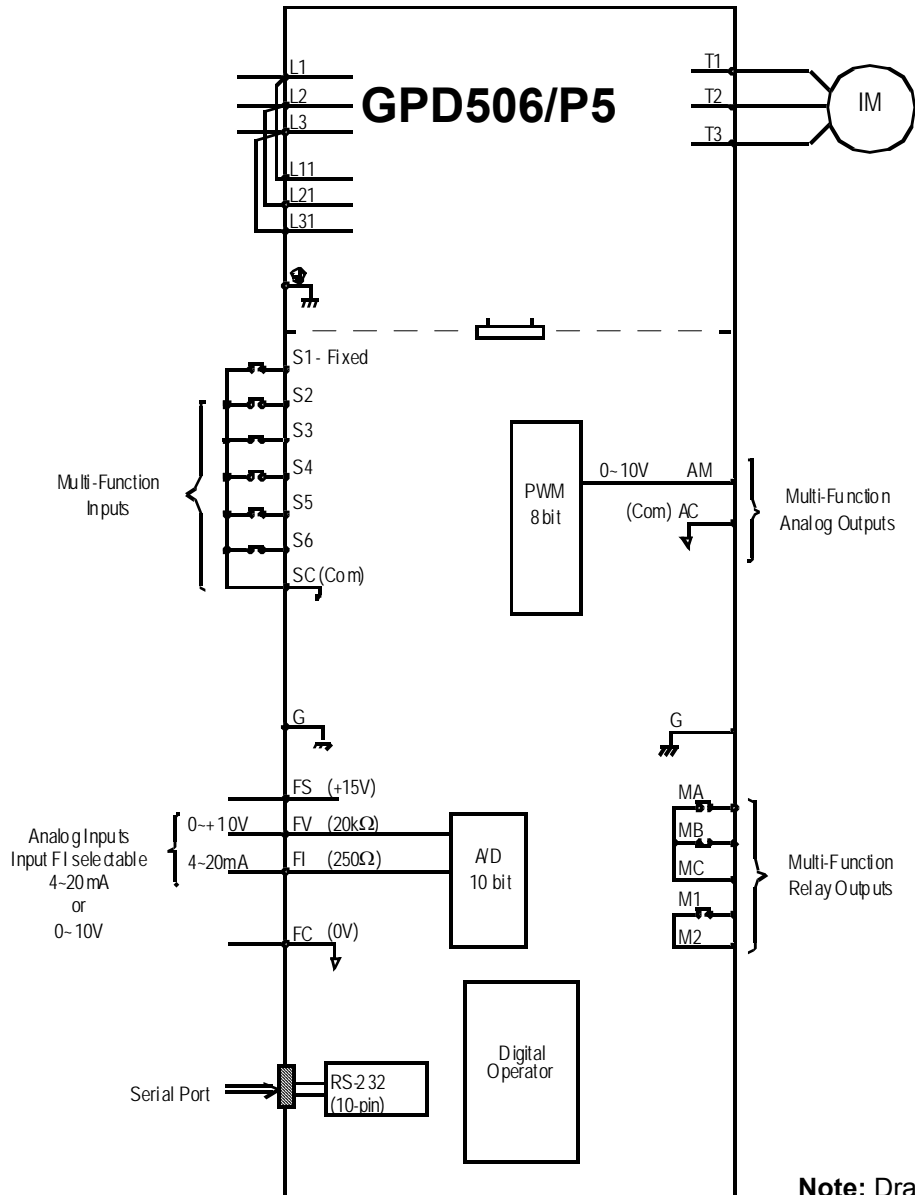 L1
L2
L3
L11
L21
L31
GPD506/P5
T1
T2
T3
IM
S1 - Fixed
S2
S3
S4
S5
S6
SC (Com)
Multi-Function
Inputs
PWM
8 bit
0~10V AM
(Com) AC
Multi-Function
Analog Outputs
G
G
FS (+15V)
0~+10V FV (20kΩ)
4~20mA FI (250Ω)
FC (0V)
Analog Inputs
Input FI selectable
4~20 mA
or
0~10V
A/D
10 bit
MA
MB
MC
M1
M2
Multi-Function
Relay Outputs
Digital
Operator
Serial Port
RS-232
(10-pin)
Note: Dra